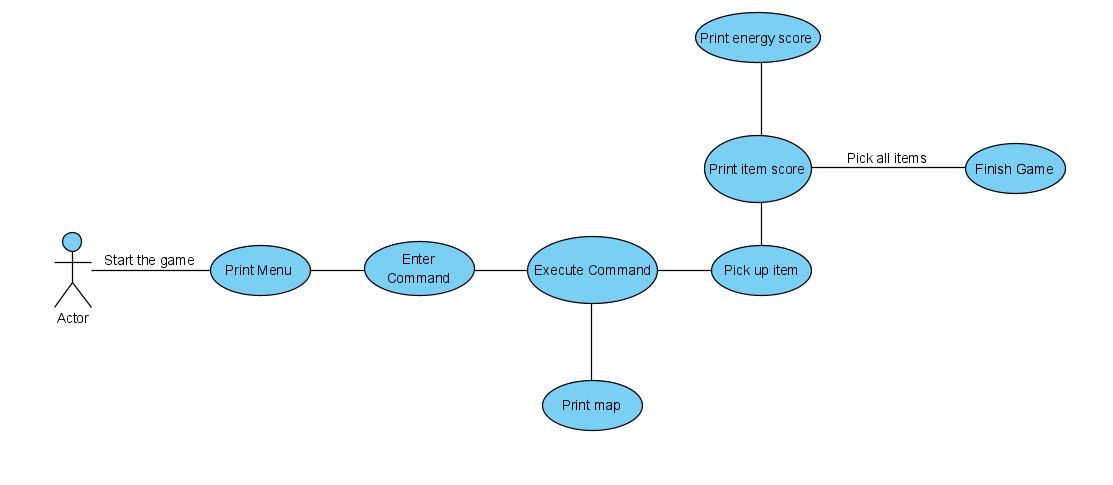 Print energy score
Pick all items
Print item score
Finish Game
Start the game
Print Menu
Enter
Command
Execute Command
Pick up item
Actor
Print map